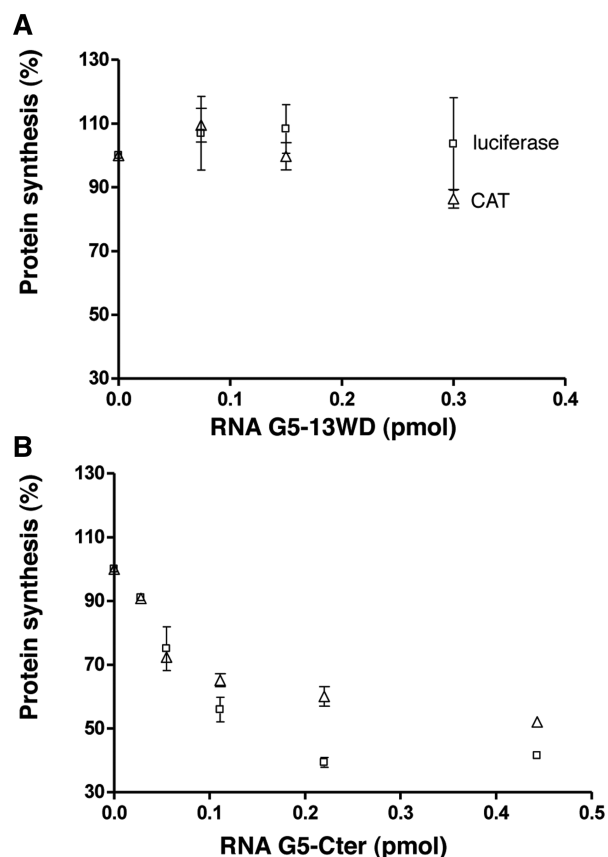 A
Protein synthesis (%)
130
110
90
70
50
30
luciferase
CAT
0.0 0.1 0.2 0.3 0.4
RNA G5-13WD (pmol)
B
Protein synthesis (%)
130
110
90
70
50
30
0.0 0.1 0.2 0.3 0.4 0.5
RNA G5-Cter (pmol)